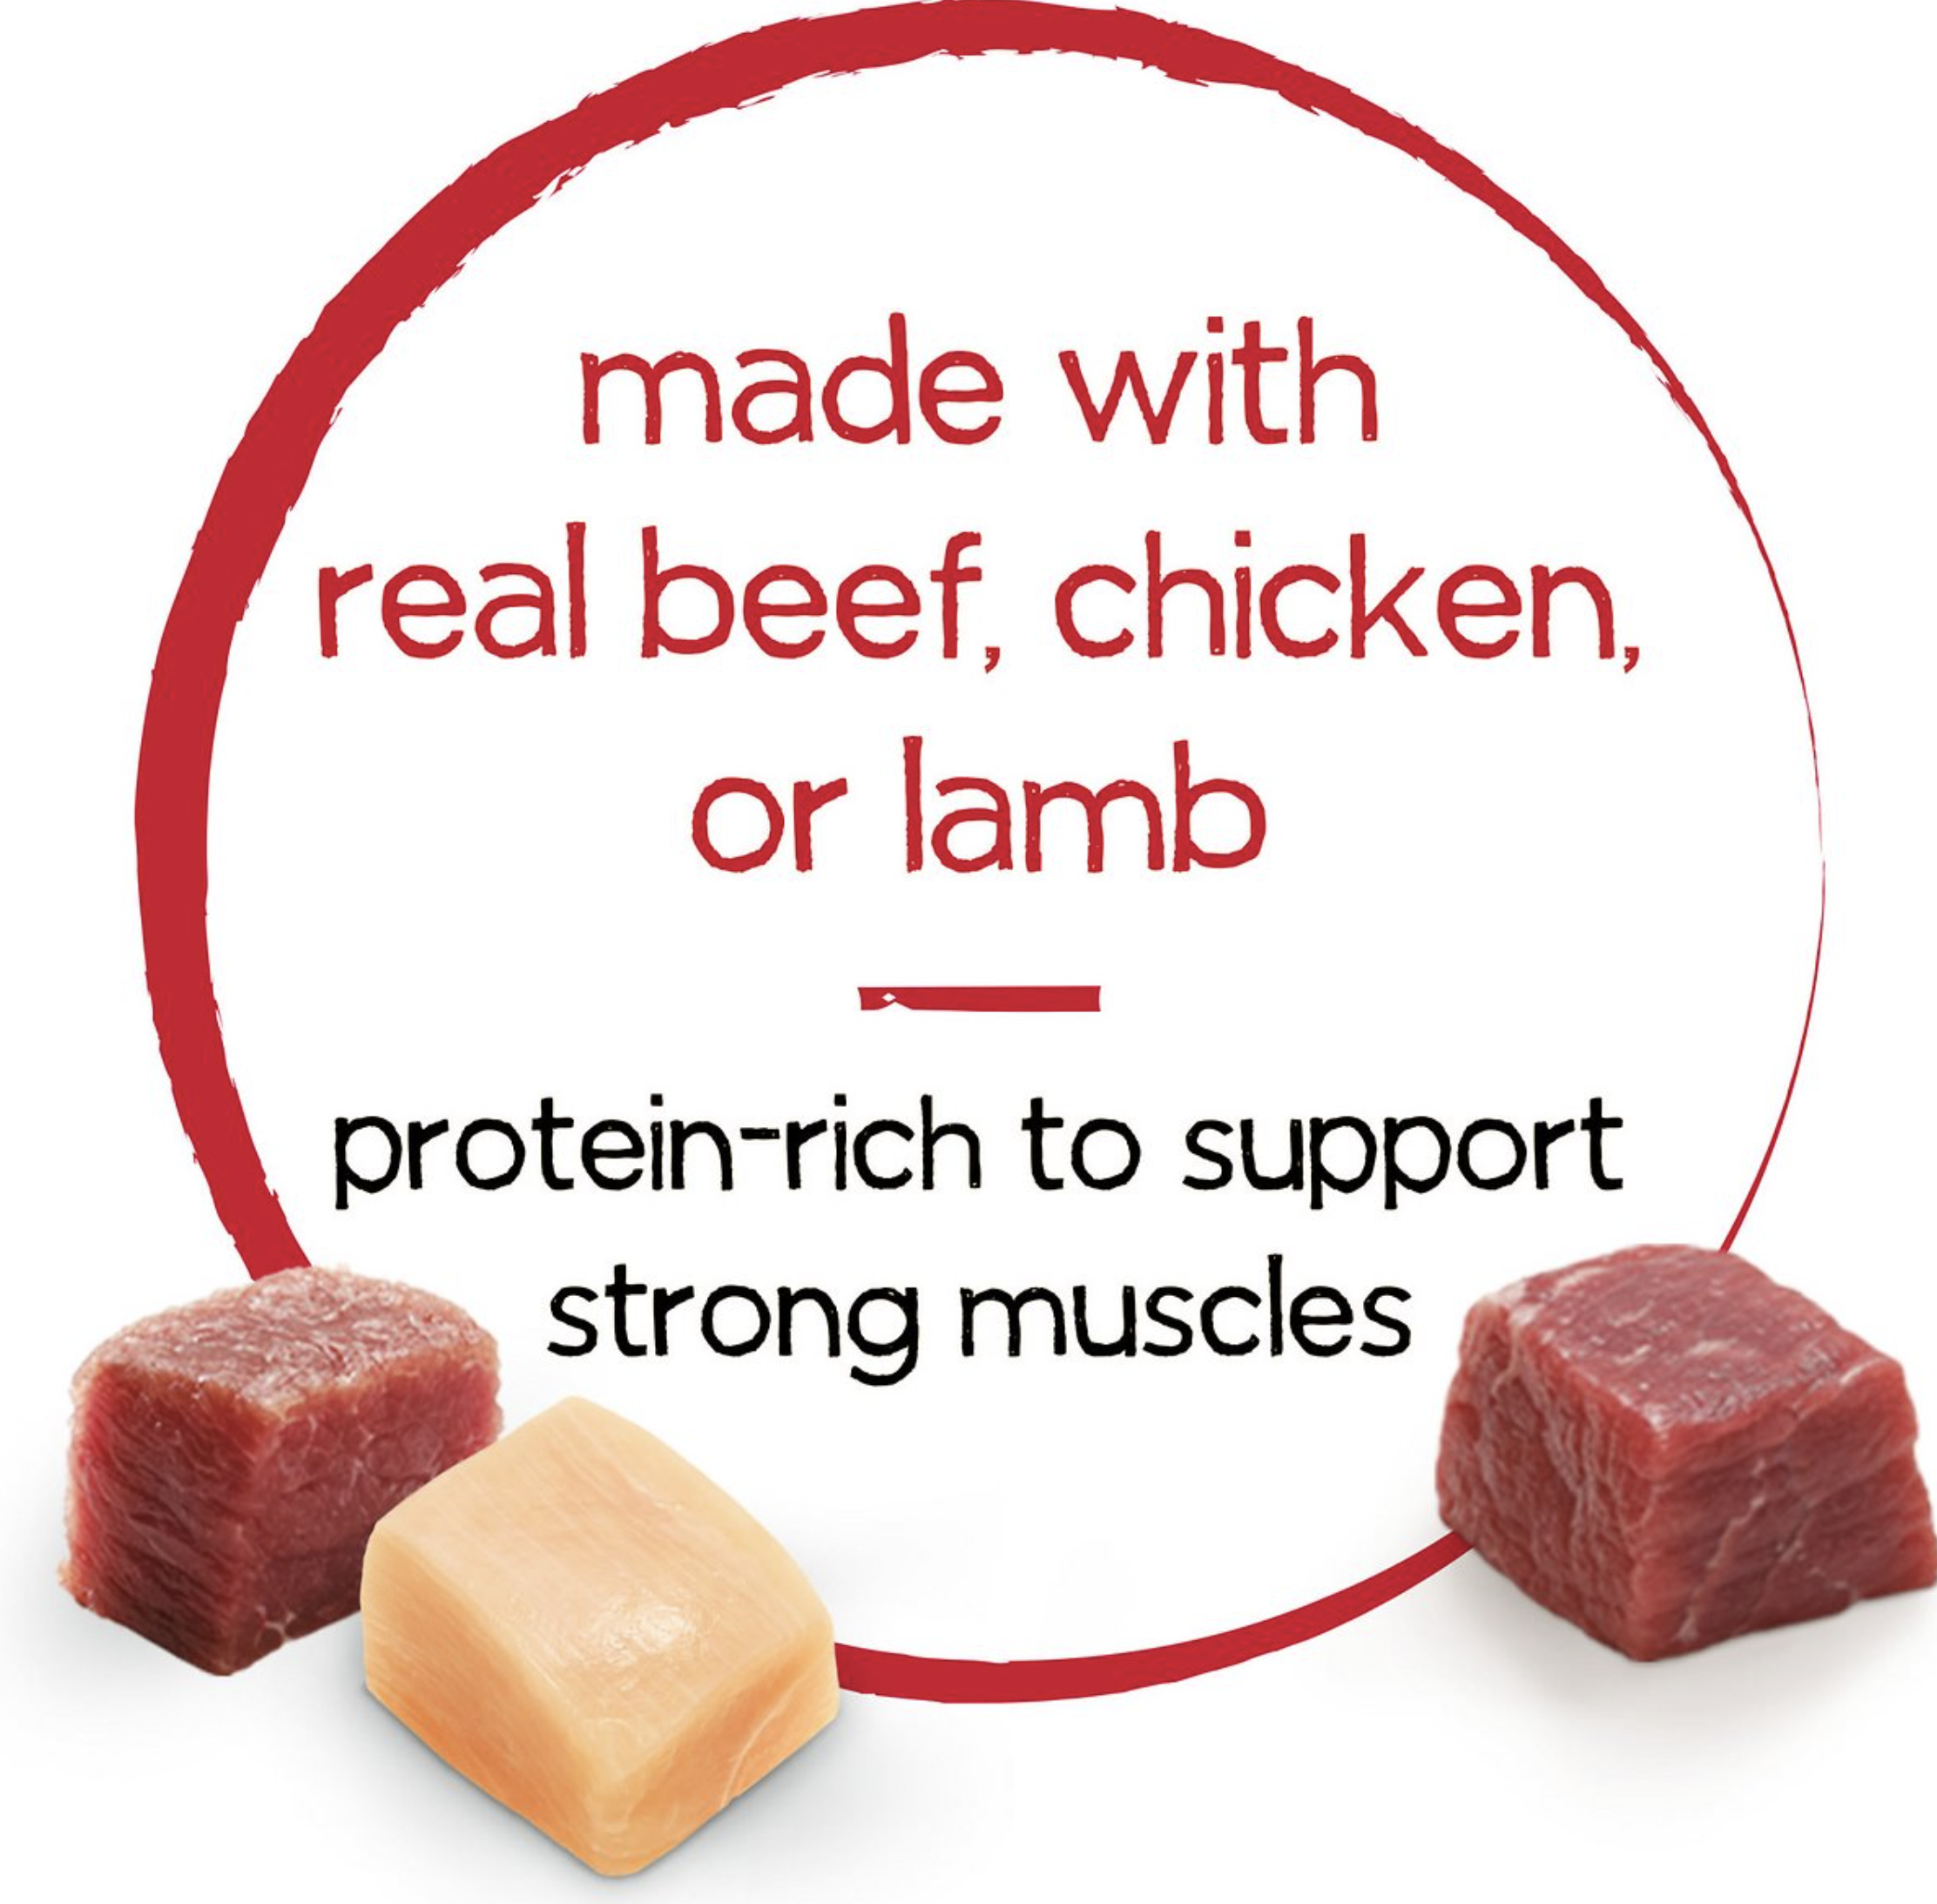 made with
real beef, chicken,
or lamb
protein-rich to support
strong muscles